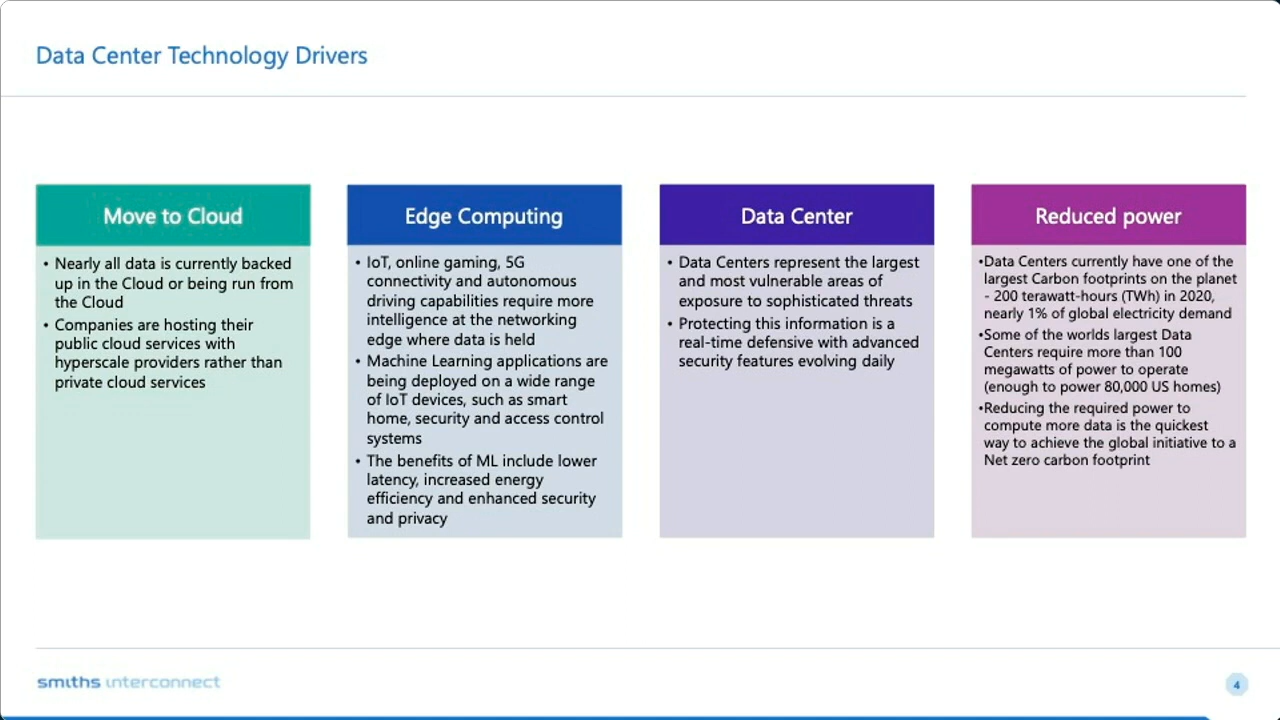 Data Center Technology Drivers
Move to Cloud
• Nearly all data is currently backed
up in the Cloud or being run from
the Cloud
• Companies are hosting their
public cloud services with
hyperscale providers rather than
private cloud services
Edge Computing
• IoT, online gaming, 5G
connectivity and autonomous
driving capabilities require more
intelligence at the networking
edge where data is held
• Machine Learning applications are
being deployed on a wide range
of IoT devices, such as smart
home, security and access control
systems
• The benefits of ML include lower
latency, increased energy
efficiency and enhanced security
and privacy
Data Center
• Data Centers represent the largest
and most vulnerable areas of
exposure to sophisticated threats
• Protecting this information is a
real-time defensive with advanced
security features evolving daily
Reduced power
•Data Centers currently have one of the
largest Carbon footprints on the planet
- 200 terawatt-hours (TWh) in 2020,
nearly 1% of global electricity demand
•Some of the worlds largest Data
Centers require more than 100
megawatts of power to operate
(enough to power 80,000 US homes)
•Reducing the required power to
compute more data is the quickest
way to achieve the global initiative to a
Net zero carbon footprint
smiths interconnect
4